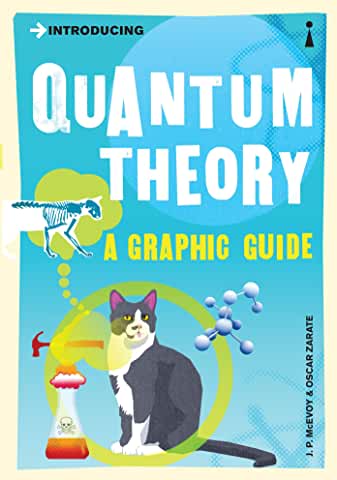 INTRODUCING
QUANTUM
THEORY
A GRAPHIC GUIDE
J. P. McEVOY & OSCAR ZARATE